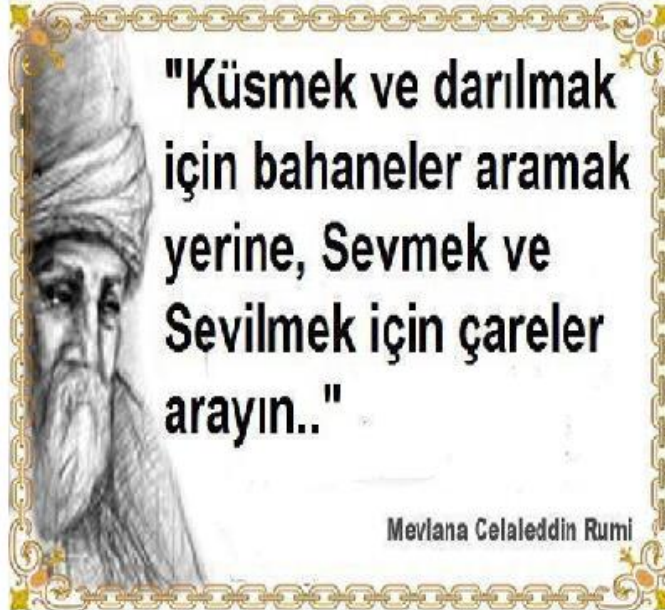 "Küsmek ve darılmak
için bahaneler aramak
yerine, Sevmek ve
Sevilmek için çareler
arayın.."
Mevlana Celaleddin Rumi